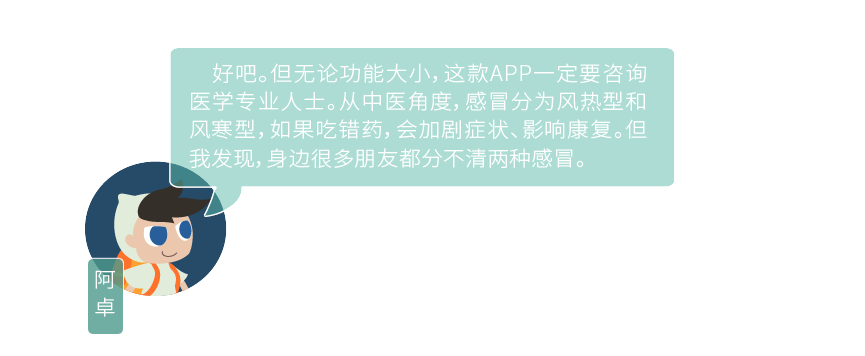 好吧。但无论功能大小，这款APP一定要咨询
医学专业人士。从中医角度，感冒分为风热型和
风寒型，如果吃错药，会加剧症状、影响康复。但
我发现，身边很多朋友都分不清两种感冒。
阿
卓